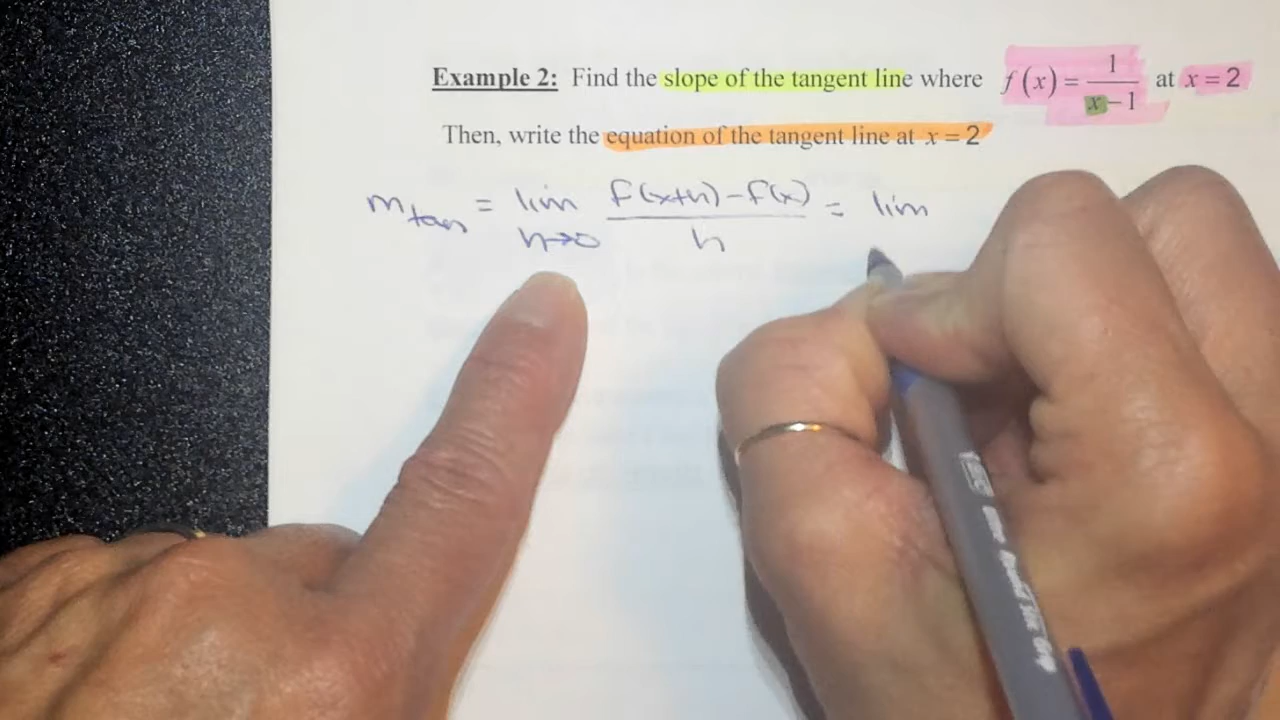 Example 2: Find the slope of the tangent line where f(x) = 1/(x-1) at x = 2
Then, write the equation of the tangent line at x = 2
m_tan = lim h→0 (f(x+h)-f(x))/h = lim